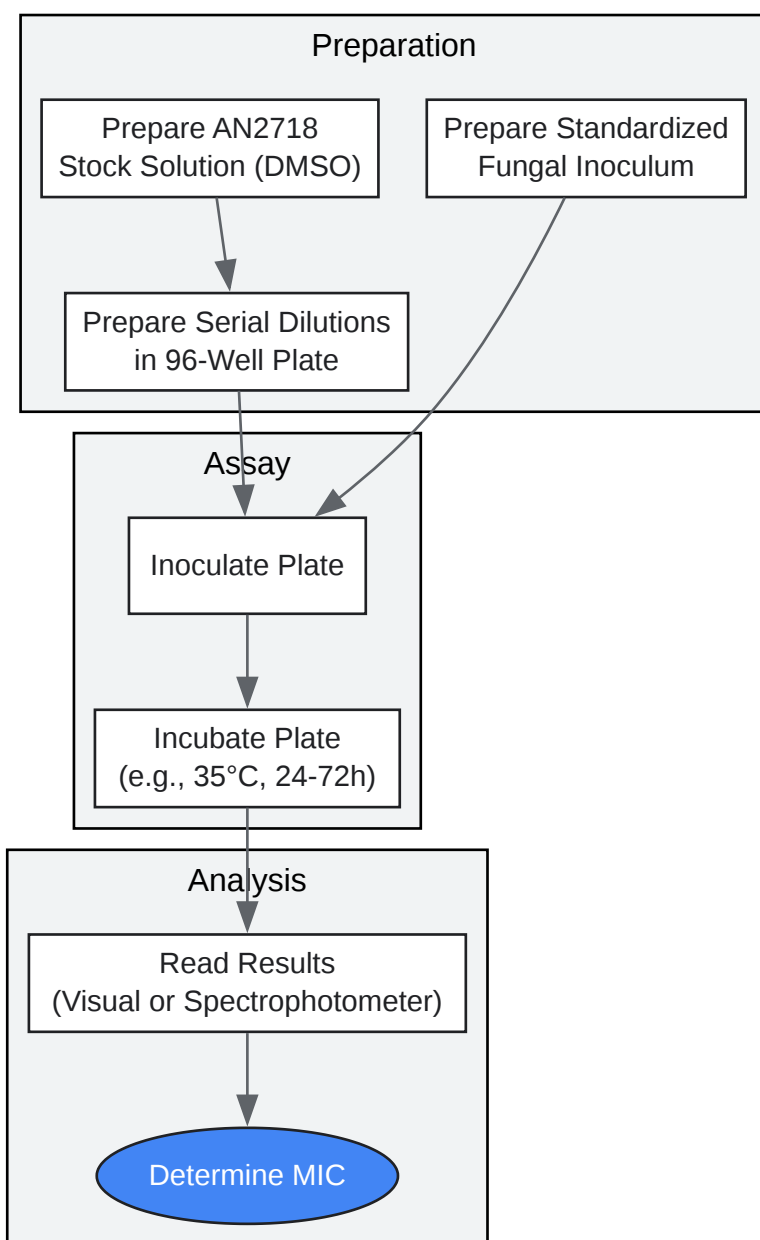 Preparation
Prepare AN2718
Stock Solution (DMSO)
Prepare Standardized
Fungal Inoculum
Prepare Serial Dilutions
in 96-Well Plate
Assay
Inoculate Plate
Incubate Plate
(e.g., 35°C, 24-72h)
Analysis
Read Results
(Visual or Spectrophotometer)
Determine MIC